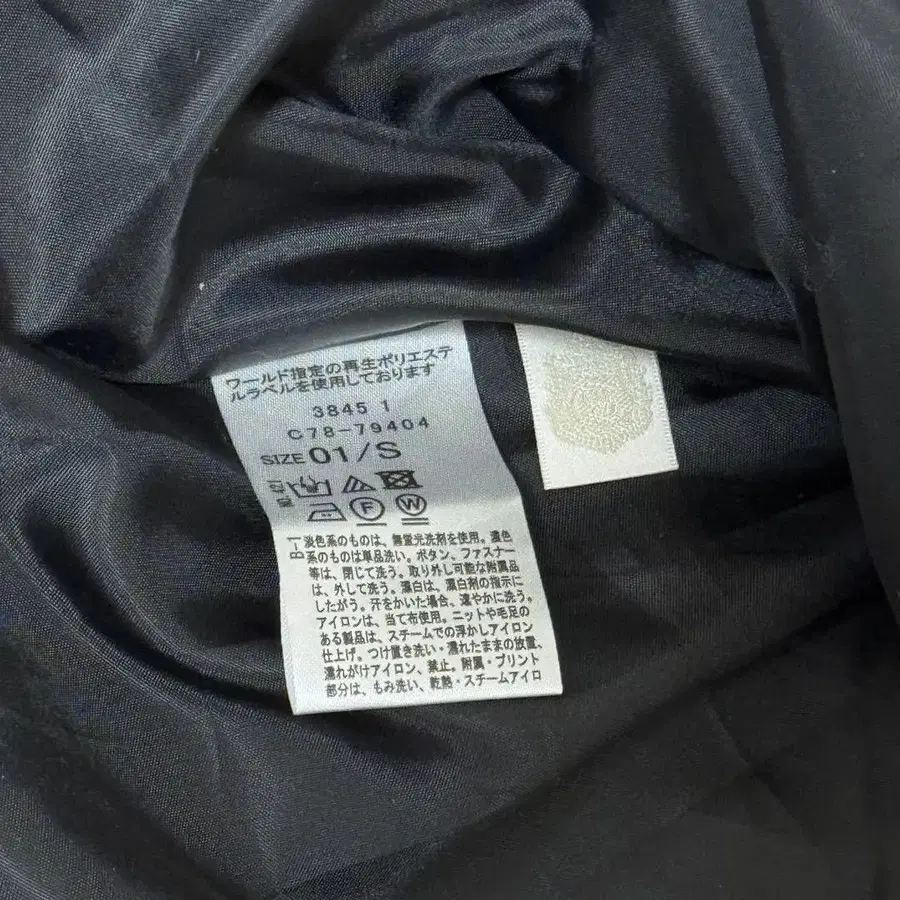 ワールド指定の再生ポリエステ
ルラベルを使用しております
3845 1
C78-79404
SIZE 01/S
F W
B-1
淡色系のものは、無蛍光洗剤を使用。濃色
系のものは単品洗い。ボタン、ファスナー
等は、閉じて洗う。取り外し可能な附属品
は、外して洗う。漂白は、漂白剤の指示に
したがう。汗をかいた場合、速やかに洗う。
アイロンは、当て布使用。ニットや毛足の
ある製品は、スチームでの浮かしアイロン
仕上げ。つけ置き洗い・濡れたままの放置、
濡れがけアイロン、禁止。附属・プリント
部分は、もみ洗い、乾熱・スチームアイロ